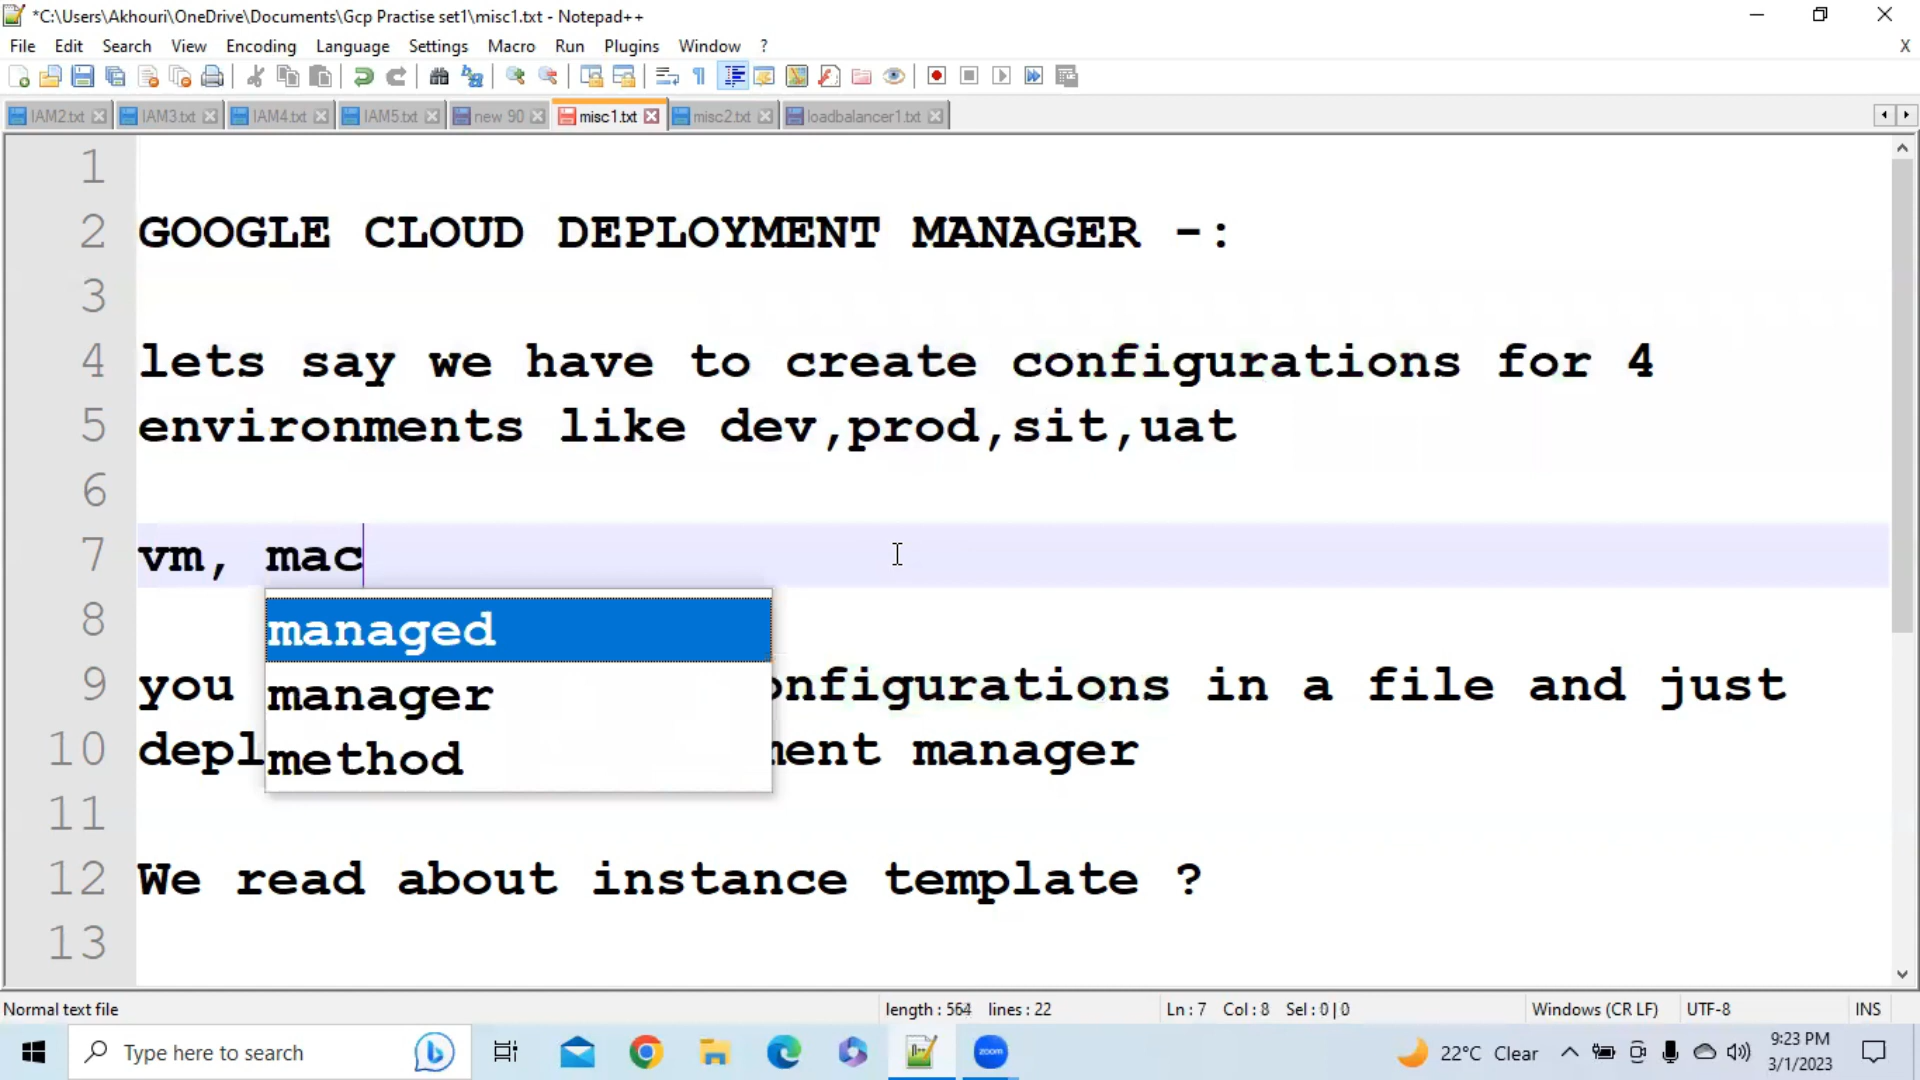 *C:\Users\Akhouri\OneDrive\Documents\Gcp Practise set1\misc1.txt - Notepad++
File Edit Search View Encoding Language Settings Macro Run Plugins Window ? X
IAM2.txt IAM3.txt IAM4.txt IAM5.txt new 90 misc1.txt misc2.txt loadbalancer1.txt
1
2 GOOGLE CLOUD DEPLOYMENT MANAGER -:
3
4 lets say we have to create configurations for 4
5 environments like dev,prod,sit,uat
6
7 vm, mac
managed
8
manager
9 you onfigurations in a file and just
method
10 depl ment manager
11
12 We read about instance template ?
13
Normal text file length : 564 lines : 22 Ln : 7 Col : 8 Sel : 0 | 0 Windows (CR LF) UTF-8 INS
Type here to search zoom 22°C Clear 9:23 PM
3/1/2023